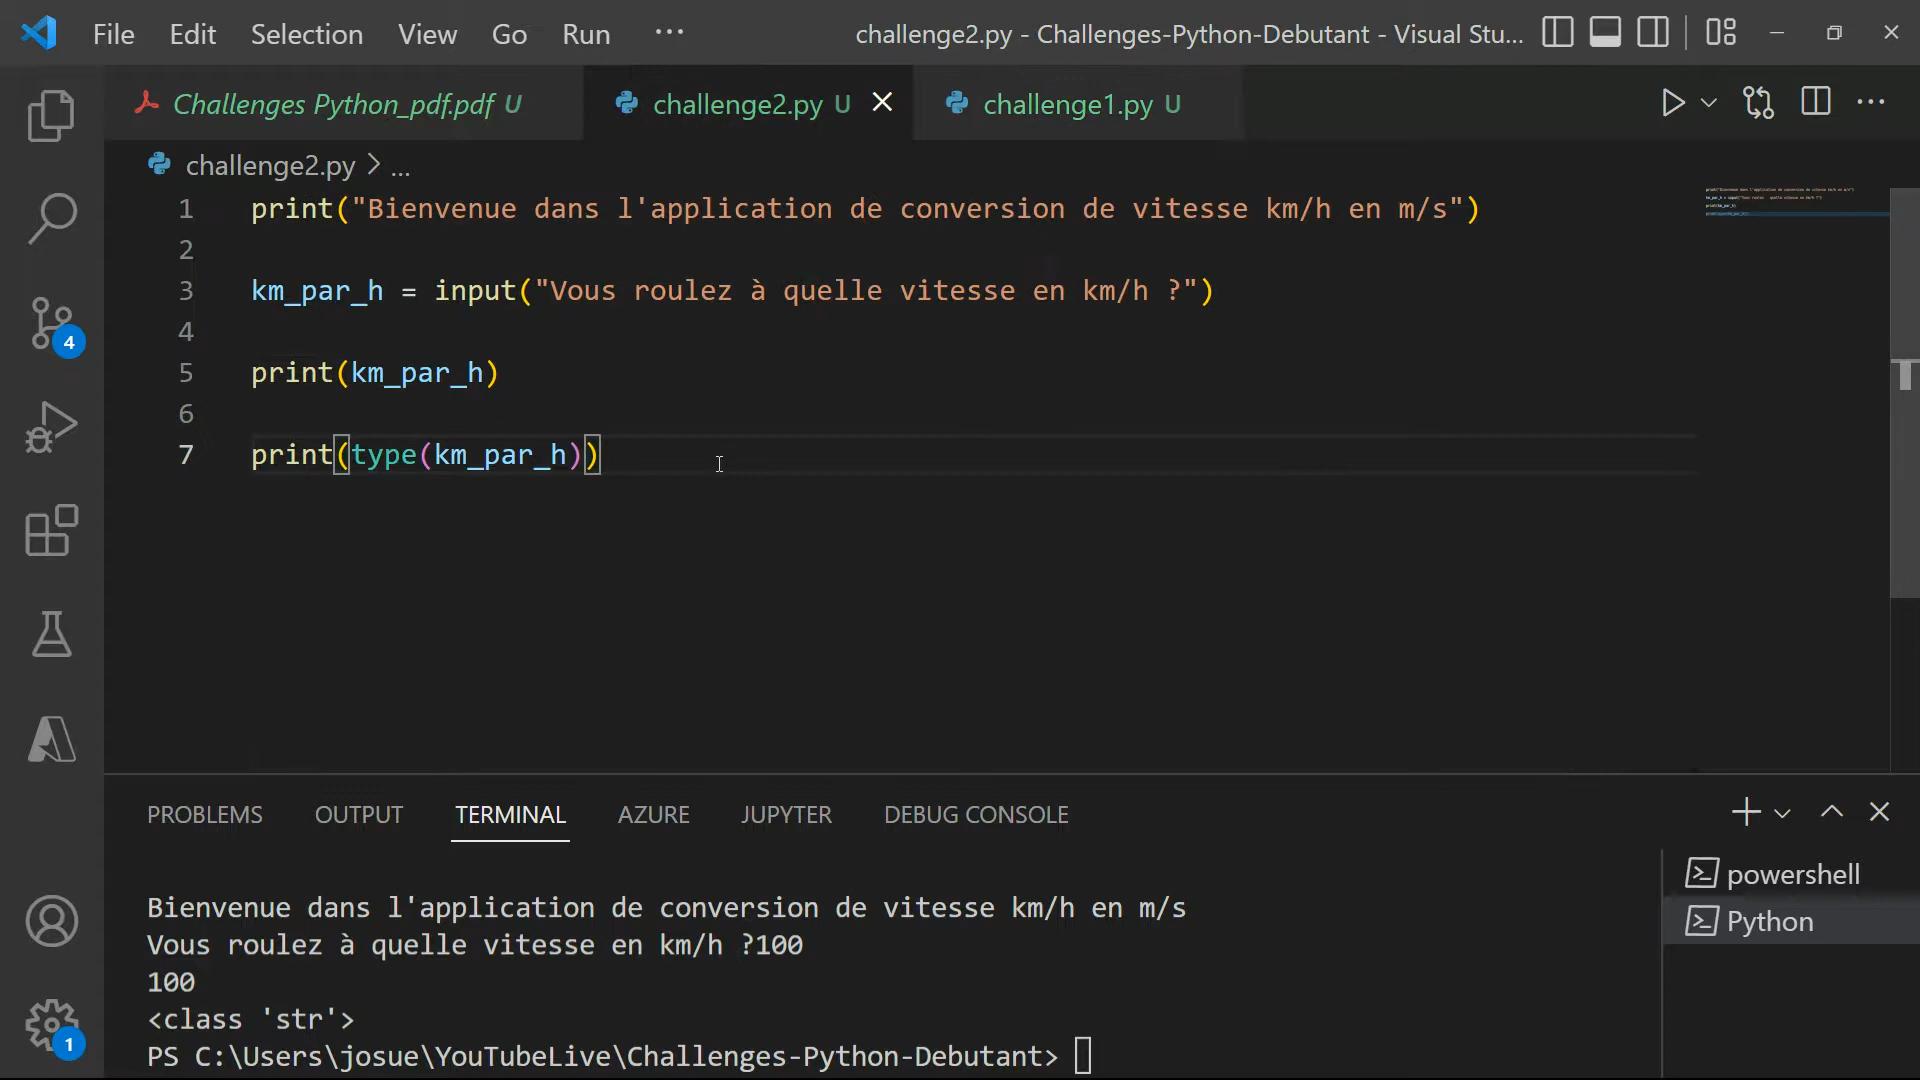 File Edit Selection View Go Run ··· challenge2.py - Challenges-Python-Debutant - Visual Stu...
Challenges Python_pdf.pdf U challenge2.py U challenge1.py U
challenge2.py > ...
1 print("Bienvenue dans l'application de conversion de vitesse km/h en m/s")
2
3 km_par_h = input("Vous roulez à quelle vitesse en km/h ?")
4
5 print(km_par_h)
6
7 print(type(km_par_h))
4
1
PROBLEMS OUTPUT TERMINAL AZURE JUPYTER DEBUG CONSOLE
Bienvenue dans l'application de conversion de vitesse km/h en m/s
Vous roulez à quelle vitesse en km/h ?100
100
<class 'str'>
PS C:\Users\josue\YouTubeLive\Challenges-Python-Debutant>
powershell
Python